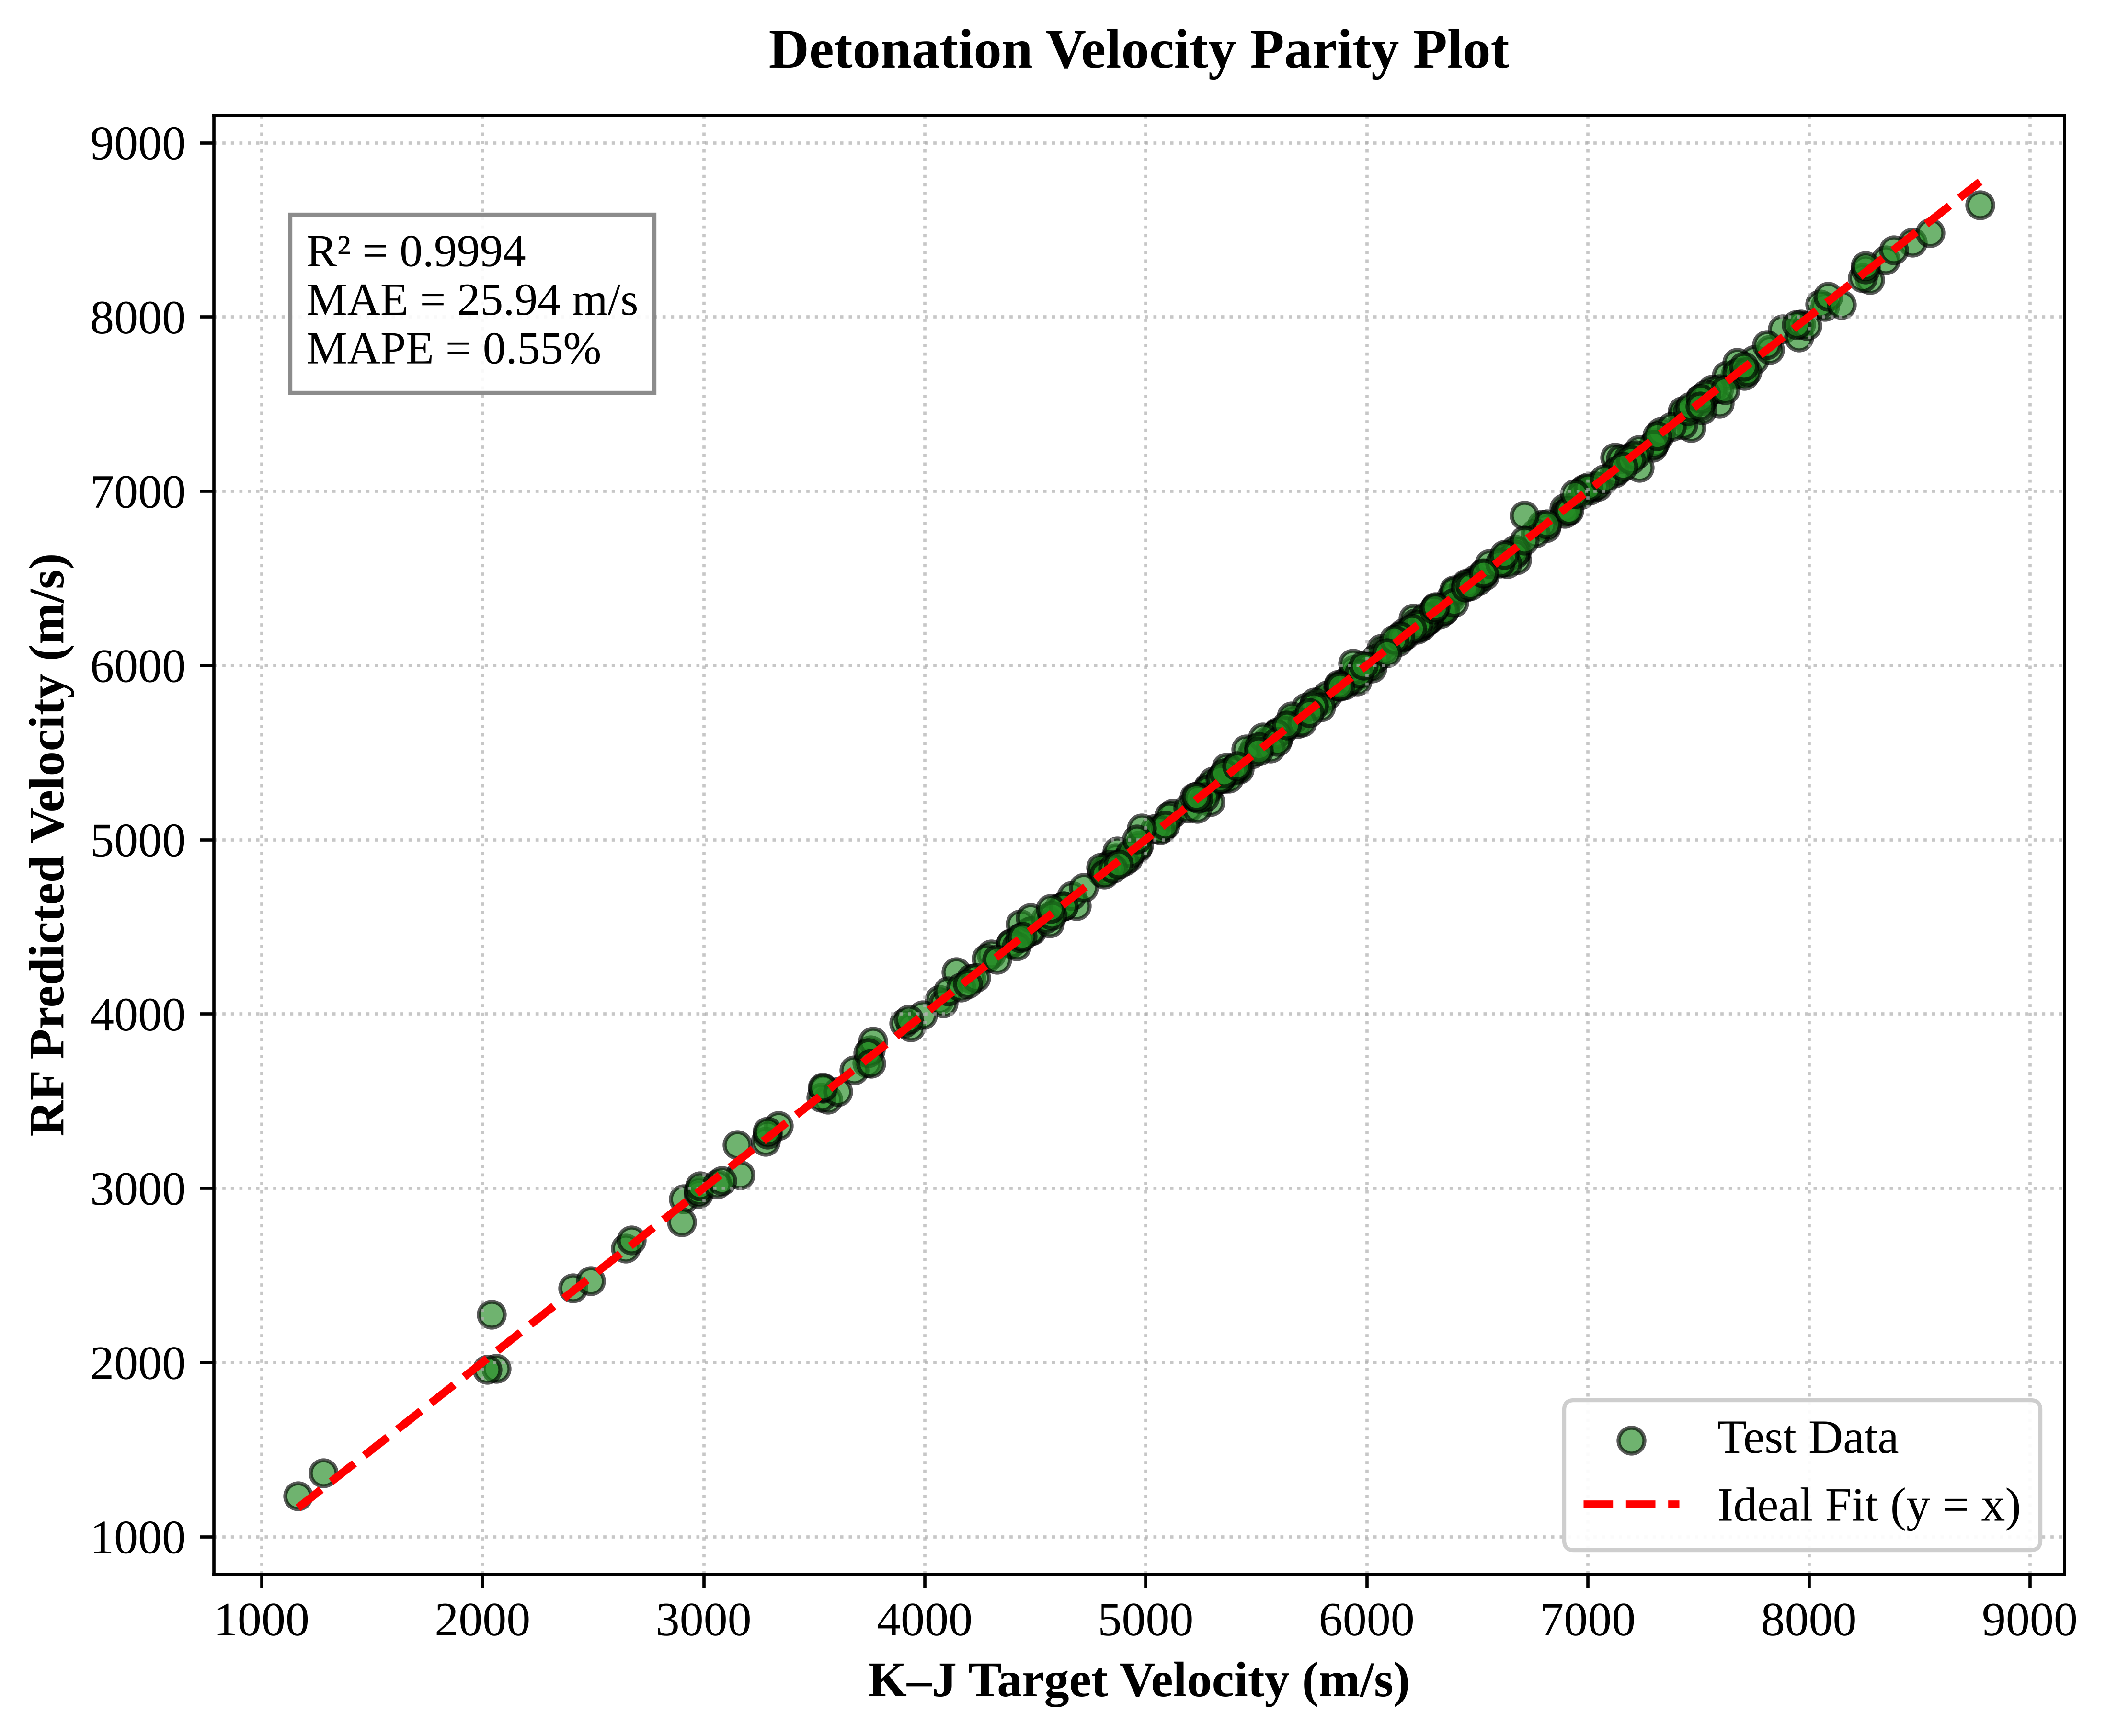 Detonation Velocity Parity Plot
R² = 0.9994
MAE = 25.94 m/s
MAPE = 0.55%
RF Predicted Velocity (m/s)
9000
8000
7000
6000
5000
4000
3000
2000
1000
Test Data
Ideal Fit (y = x)
1000 2000 3000 4000 5000 6000 7000 8000 9000
K–J Target Velocity (m/s)